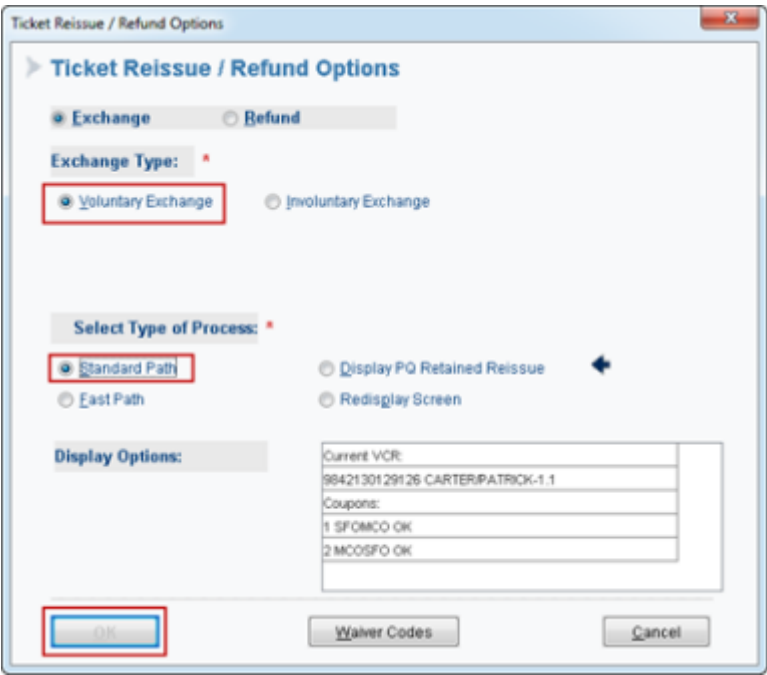 Ticket Reissue / Refund Options
Ticket Reissue / Refund Options
Exchange Refund
Exchange Type: *
Voluntary Exchange Involuntary Exchange
Select Type of Process: *
Standard Path Display PQ Retained Reissue
Fast Path Redisplay Screen
Display Options:
Current VCR:
9842130129126 CARTER/PATRICK-1.1
Coupons:
1 SFOMCO OK
2 MCOSFO OK
OK Waiver Codes Cancel